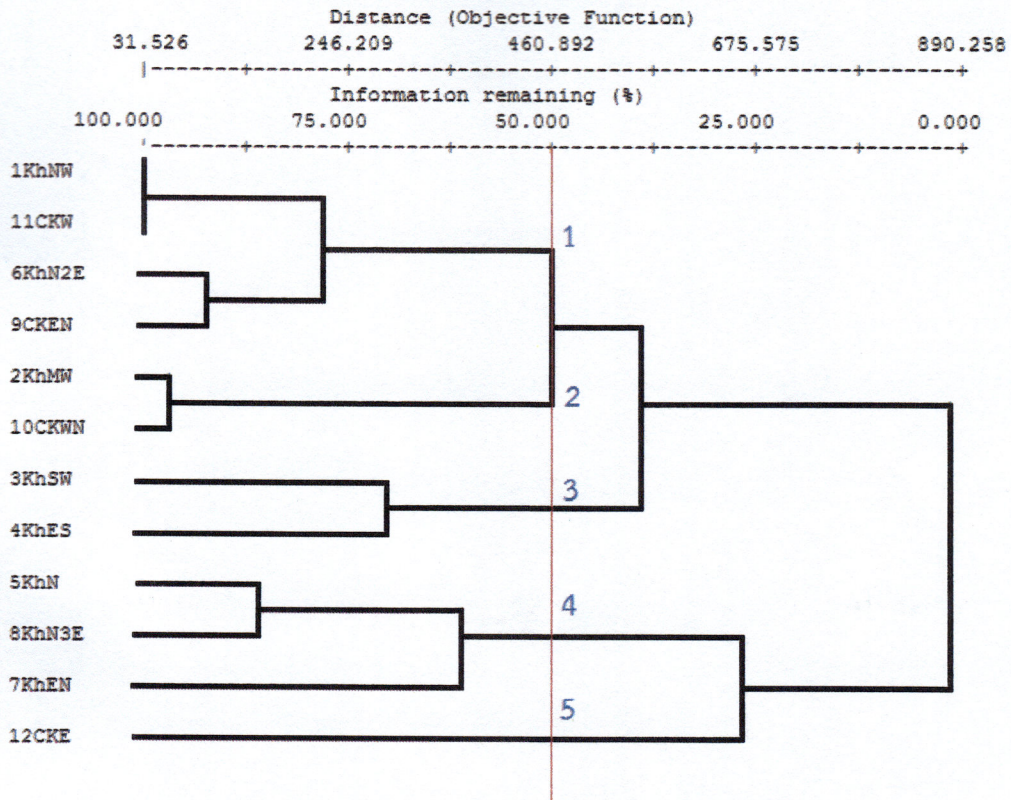 Distance (Objective Function)
31.526 246.209 460.892 675.575 890.258
Information remaining (%)
100.000 75.000 50.000 25.000 0.000
1KhNW
11CKW
1
6KhN2E
9CKEN
2KhMW
2
10CKWN
3KhSW
3
4KhES
5KhN
4
8KhN3E
7KhEN
5
12CKE